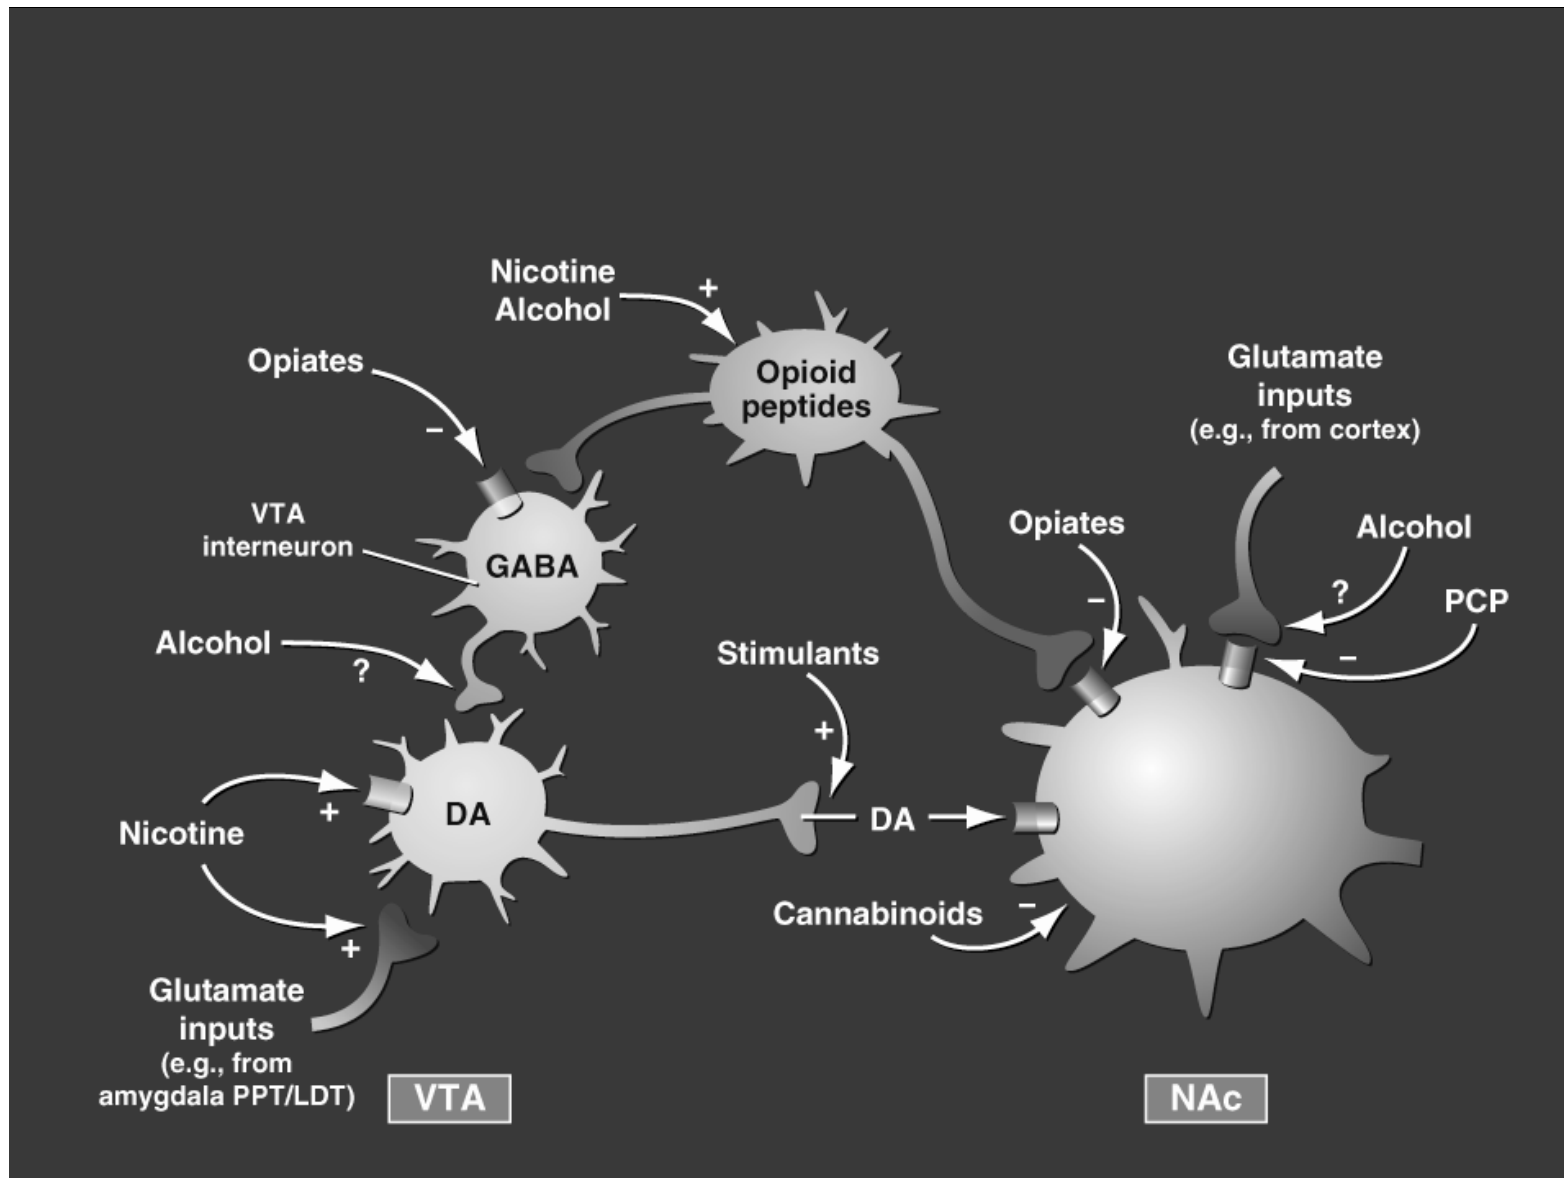 Nicotine
Alcohol
+
Opiates
−
Opioid
peptides
Glutamate
inputs
(e.g., from cortex)
VTA
interneuron
GABA
Opiates
−
Alcohol
?
PCP
−
Alcohol
?
Stimulants
+
Nicotine
+
+
DA
DA
Cannabinoids
−
Glutamate
inputs
(e.g., from
amygdala PPT/LDT)
VTA
NAc